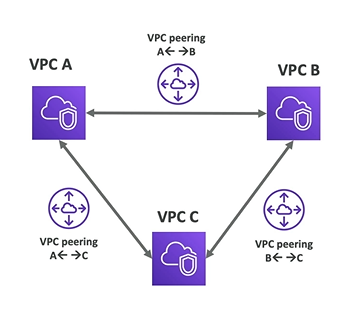 VPC peering
A← →B
VPC A
VPC B
VPC C
VPC peering
A← →C
VPC peering
B← →C